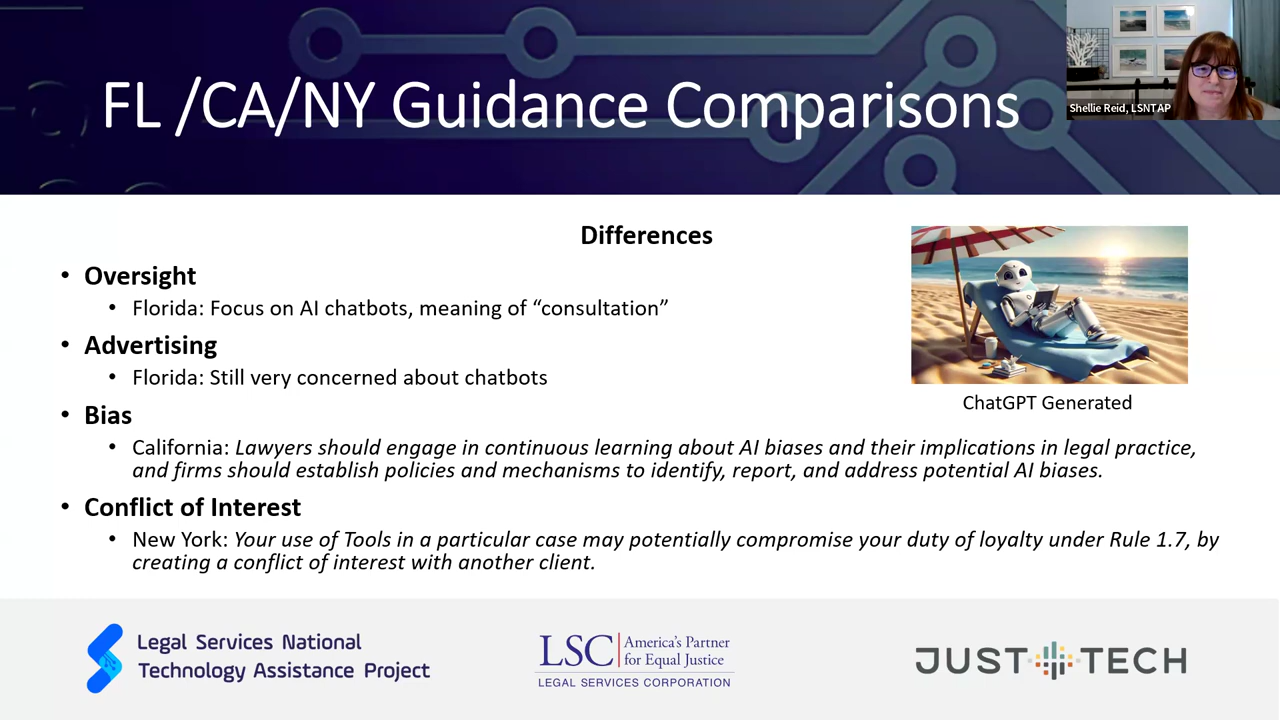 FL /CA/NY Guidance Comparisons
Shellie Reid, LSNTAP
Differences
• Oversight
• Florida: Focus on AI chatbots, meaning of “consultation”
• Advertising
• Florida: Still very concerned about chatbots
ChatGPT Generated
• Bias
• California: Lawyers should engage in continuous learning about AI biases and their implications in legal practice,
and firms should establish policies and mechanisms to identify, report, and address potential AI biases.
• Conflict of Interest
• New York: Your use of Tools in a particular case may potentially compromise your duty of loyalty under Rule 1.7, by
creating a conflict of interest with another client.
Legal Services National
Technology Assistance Project
LSC
America's Partner
for Equal Justice
LEGAL SERVICES CORPORATION
JUST TECH